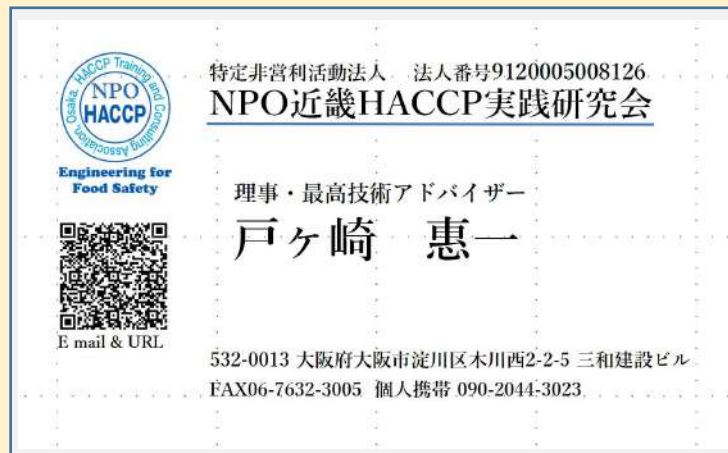 特定非営利活動法人　法人番号9120005008126
NPO近畿HACCP実践研究会
Osaka. HACCP Training and Consulting Association,
NPO
HACCP
Engineering for
Food Safety
理事・最高技術アドバイザー
戸ヶ崎　惠一
E mail & URL
532-0013 大阪府大阪市淀川区木川西2-2-5 三和建設ビル
FAX06-7632-3005 個人携帯 090-2044-3023